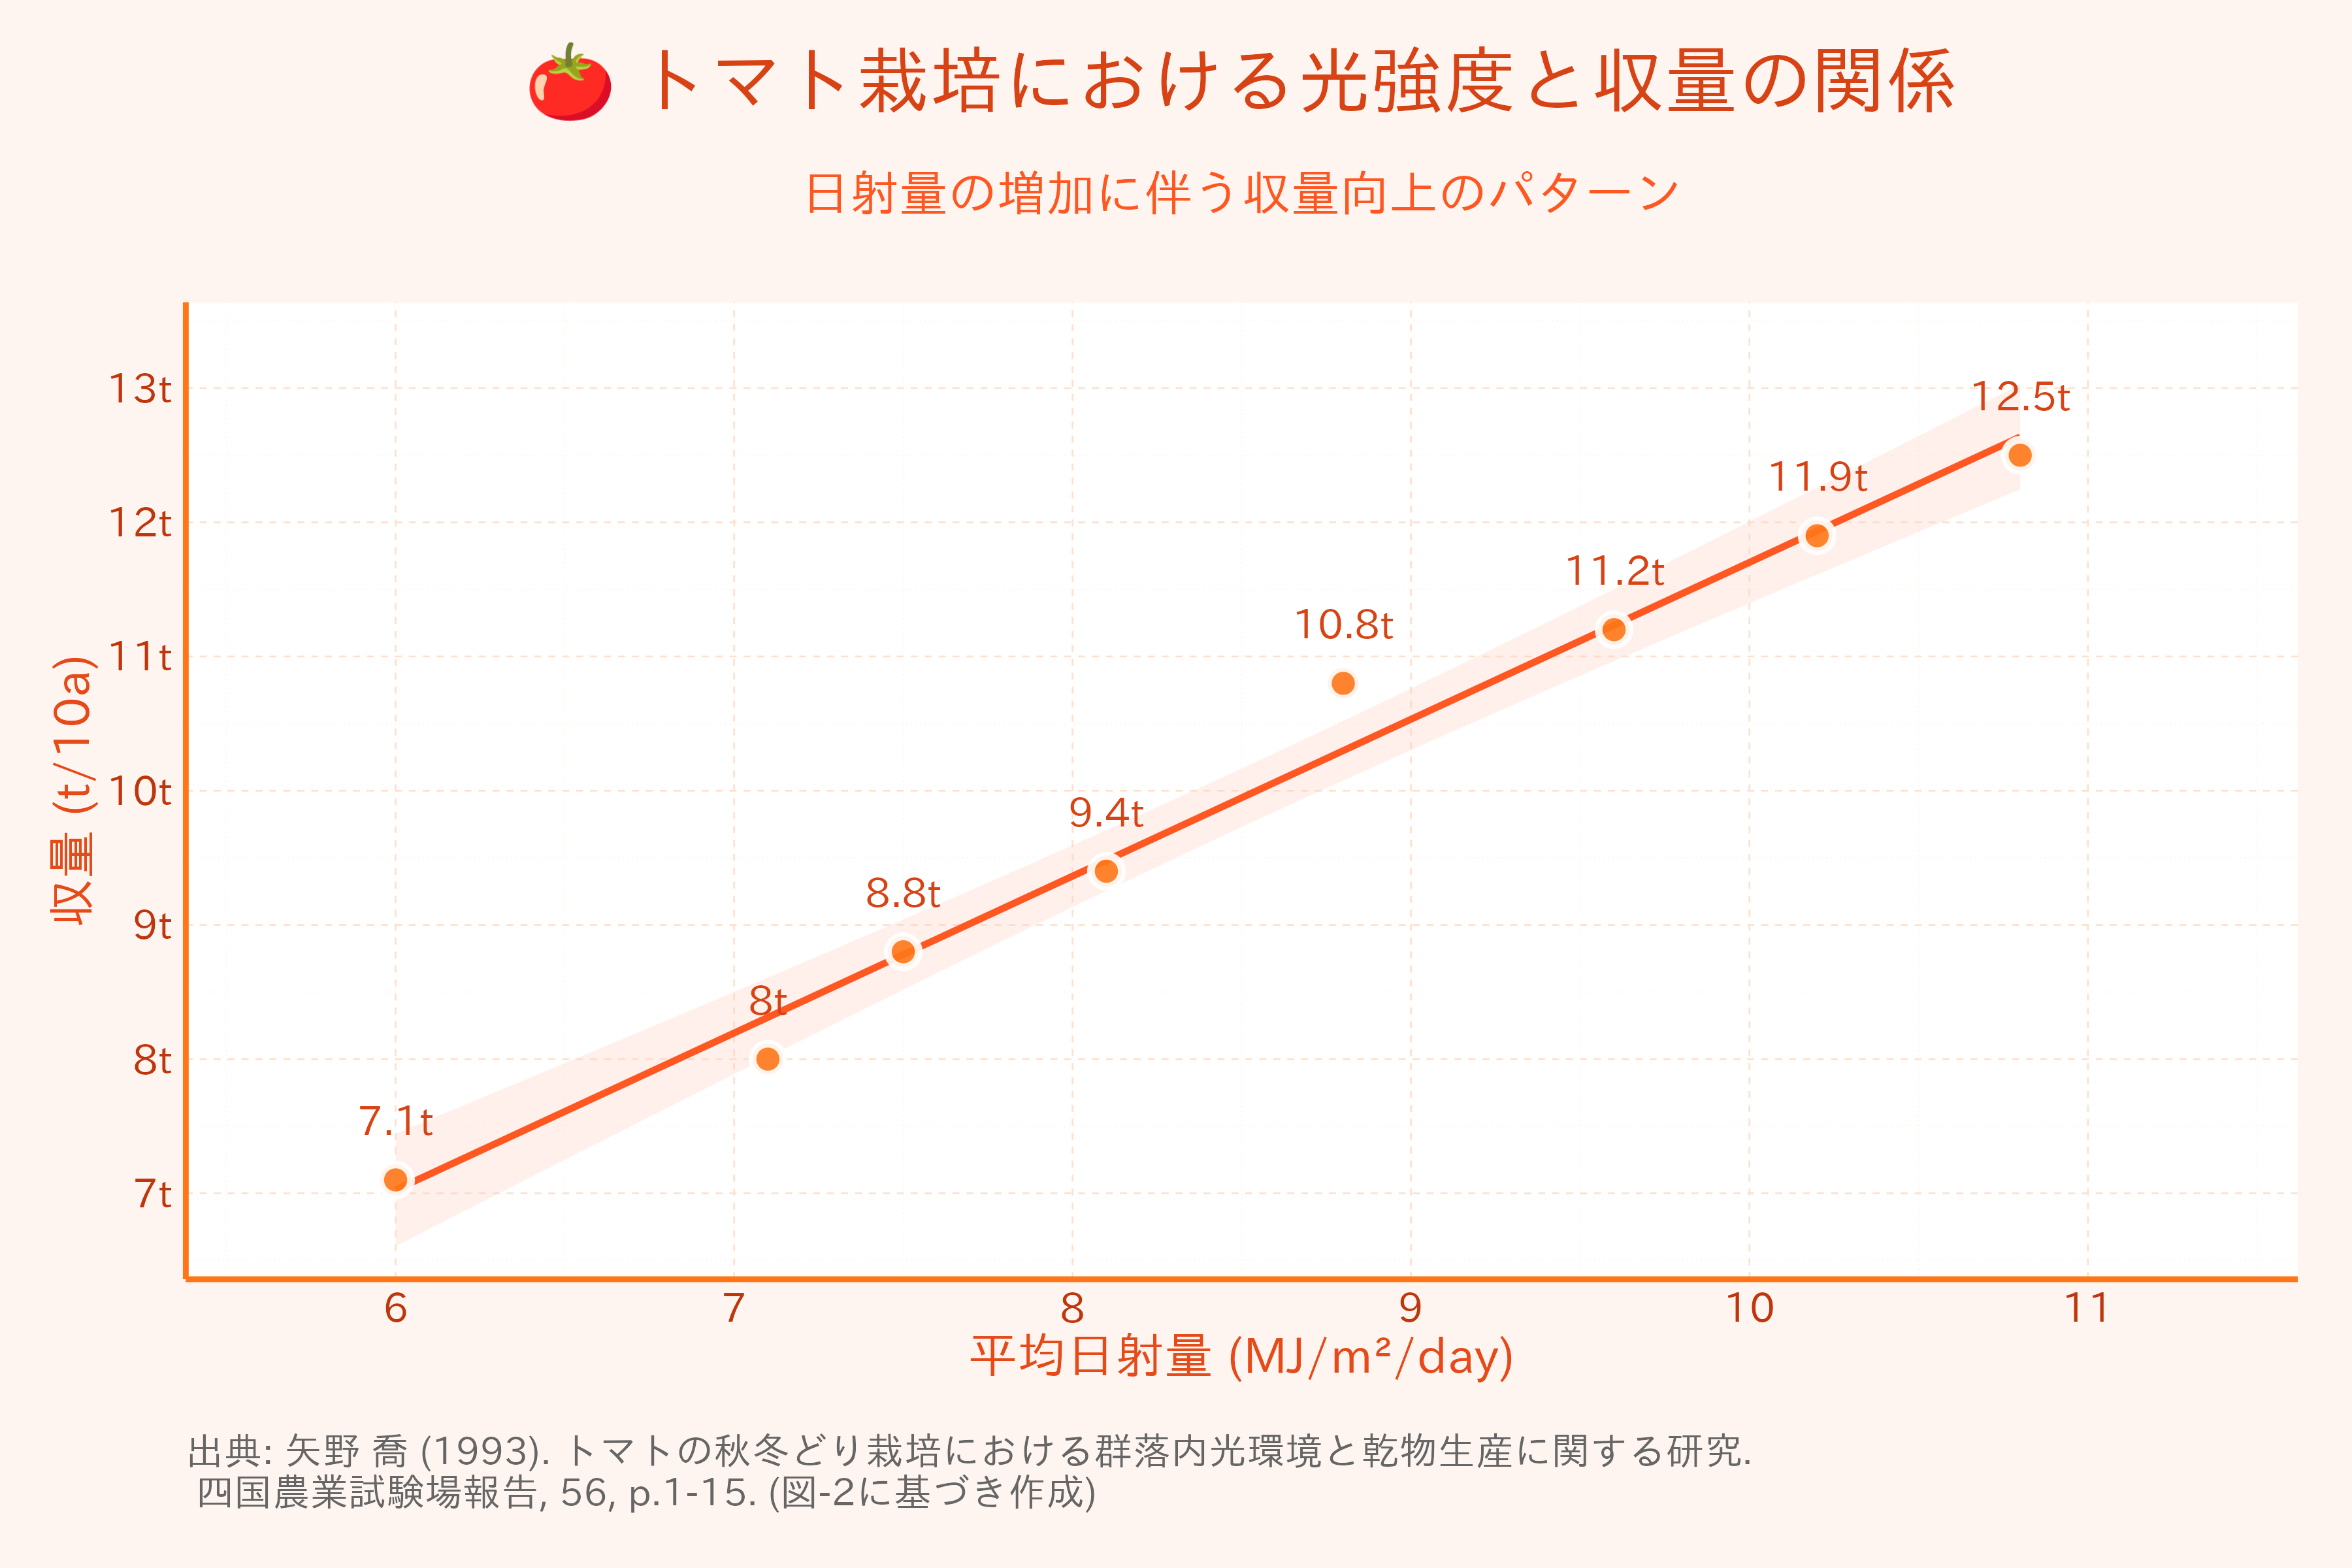 🍅 トマト栽培における光強度と収量の関係
日射量の増加に伴う収量向上のパターン
収量 (t/10a)
13t
12t
11t
10t
9t
8t
7t
7.1t
8t
8.8t
9.4t
10.8t
11.2t
11.9t
12.5t
6 7 8 9 10 11
平均日射量 (MJ/m²/day)
出典: 矢野 喬 (1993). トマトの秋冬どり栽培における群落内光環境と乾物生産に関する研究.
四国農業試験場報告, 56, p.1-15. (図-2に基づき作成)